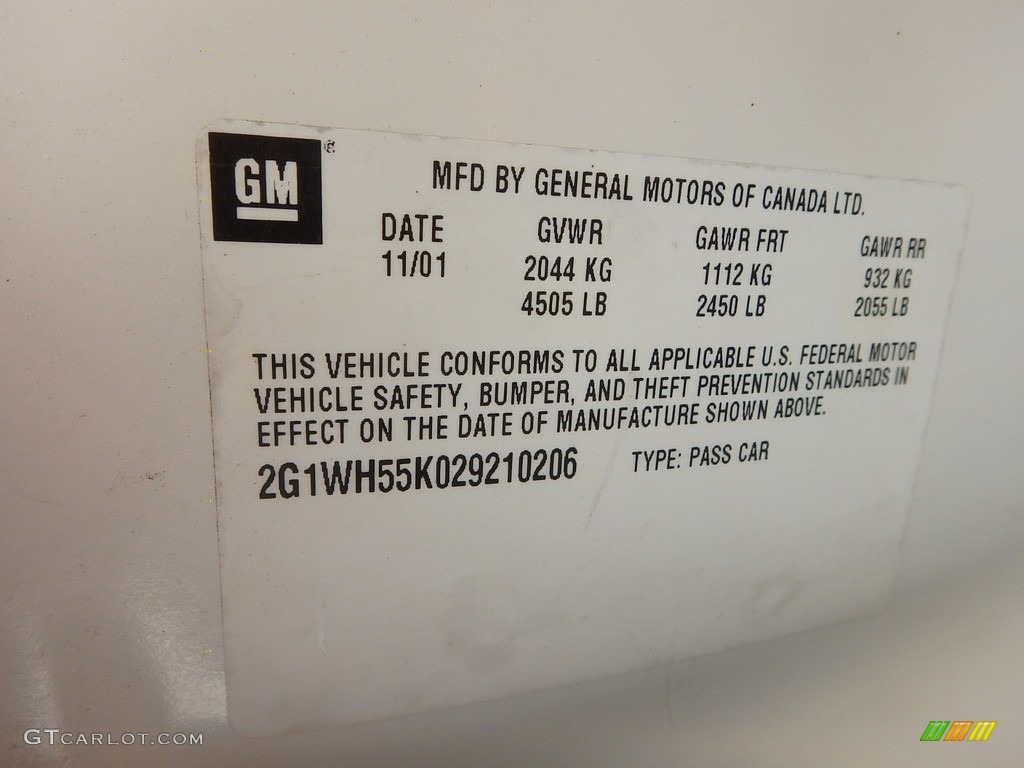 GM®
MFD BY GENERAL MOTORS OF CANADA LTD.
DATE GVWR GAWR FRT GAWR RR
11/01 2044 KG 1112 KG 932 KG
4505 LB 2450 LB 2055 LB
THIS VEHICLE CONFORMS TO ALL APPLICABLE U.S. FEDERAL MOTOR
VEHICLE SAFETY, BUMPER, AND THEFT PREVENTION STANDARDS IN
EFFECT ON THE DATE OF MANUFACTURE SHOWN ABOVE.
2G1WH55K029210206 TYPE: PASS CAR
GTCARLOT.COM